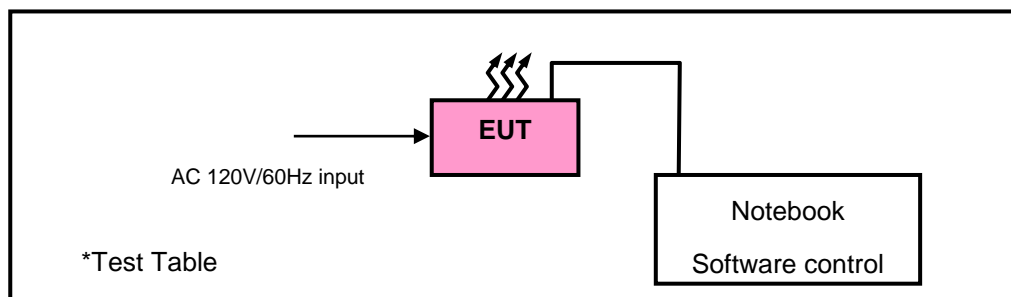 EUT
AC 120V/60Hz input
Notebook
Software control
*Test Table